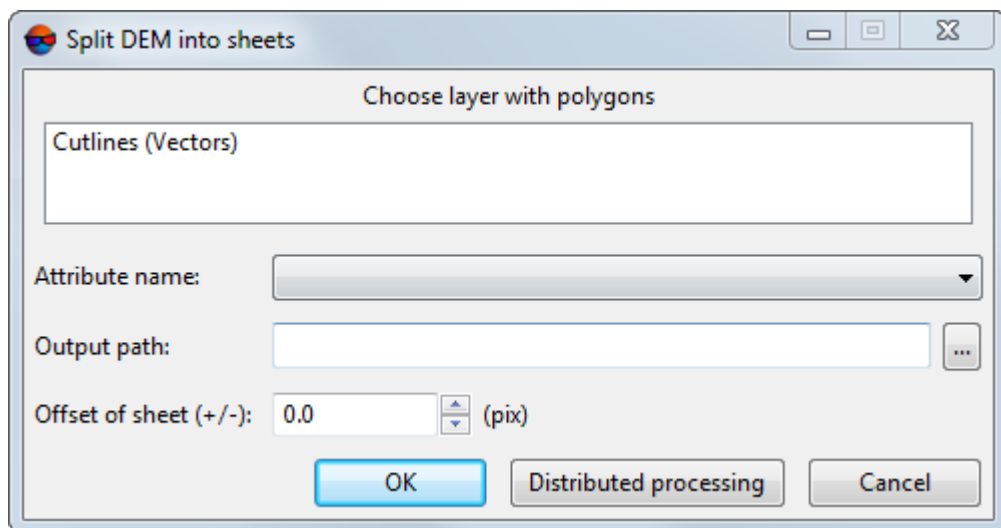 Split DEM into sheets
Choose layer with polygons
Cutlines (Vectors)
Attribute name:
Output path: ...
Offset of sheet (+/-): 0.0 (pix)
OK Distributed processing Cancel